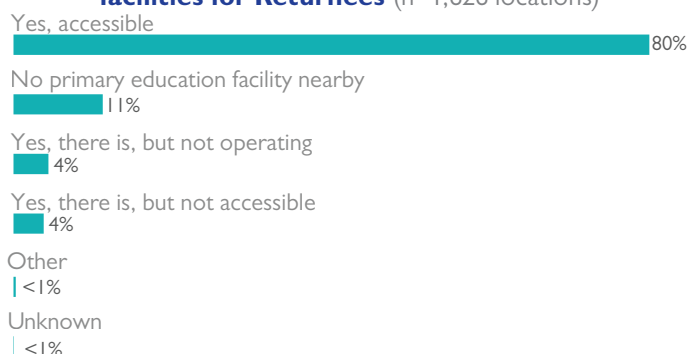 facilities for Returnees (n=1,626 locations)
Yes, accessible
80%
No primary education facility nearby
11%
Yes, there is, but not operating
4%
Yes, there is, but not accessible
4%
Other
<1%
Unknown
<1%